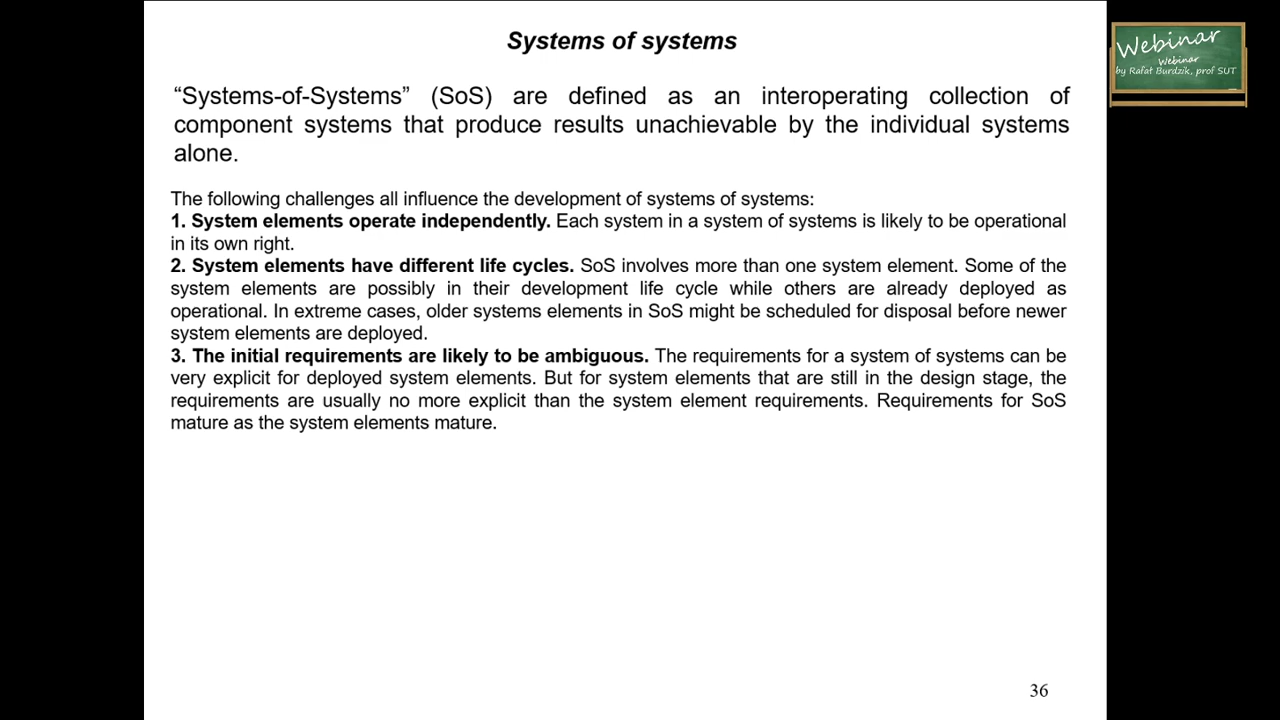 Systems of systems
Webinar
Webinar
by Rafał Burdzik, prof SUT
“Systems-of-Systems” (SoS) are defined as an interoperating collection of
component systems that produce results unachievable by the individual systems
alone.
The following challenges all influence the development of systems of systems:
1. System elements operate independently. Each system in a system of systems is likely to be operational
in its own right.
2. System elements have different life cycles. SoS involves more than one system element. Some of the
system elements are possibly in their development life cycle while others are already deployed as
operational. In extreme cases, older systems elements in SoS might be scheduled for disposal before newer
system elements are deployed.
3. The initial requirements are likely to be ambiguous. The requirements for a system of systems can be
very explicit for deployed system elements. But for system elements that are still in the design stage, the
requirements are usually no more explicit than the system element requirements. Requirements for SoS
mature as the system elements mature.
36